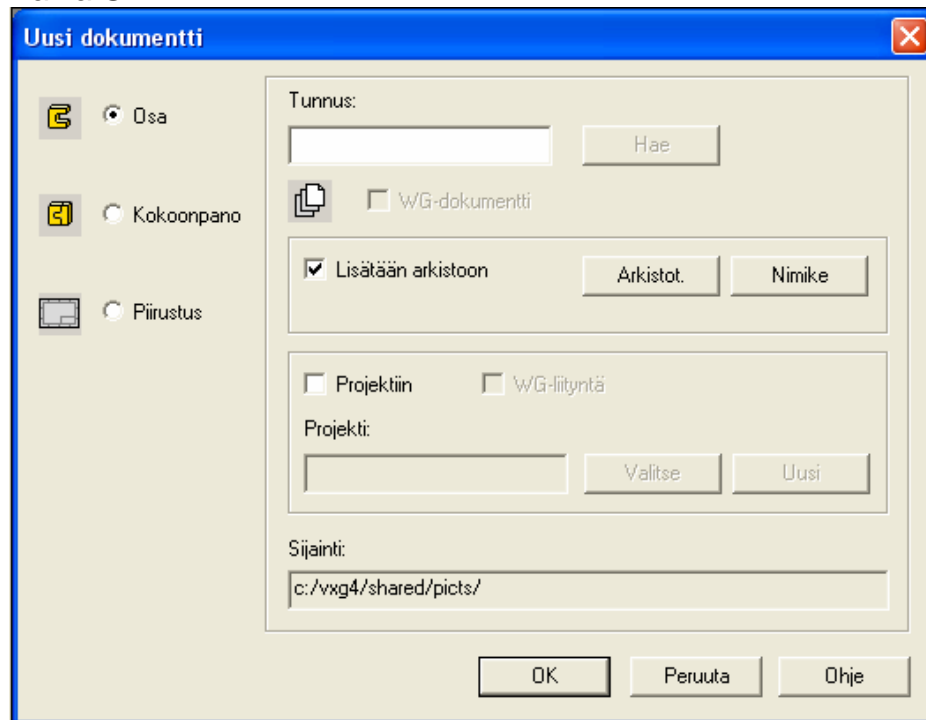 Uusi dokumentti
Osa
Kokoonpano
Piirustus
Tunnus:
Hae
WG-dokumentti
Lisätään arkistoon
Arkistot.
Nimike
Projektiin
WG-liityntä
Projekti:
Valitse
Uusi
Sijainti:
c:/vxg4/shared/picts/
OK
Peruuta
Ohje